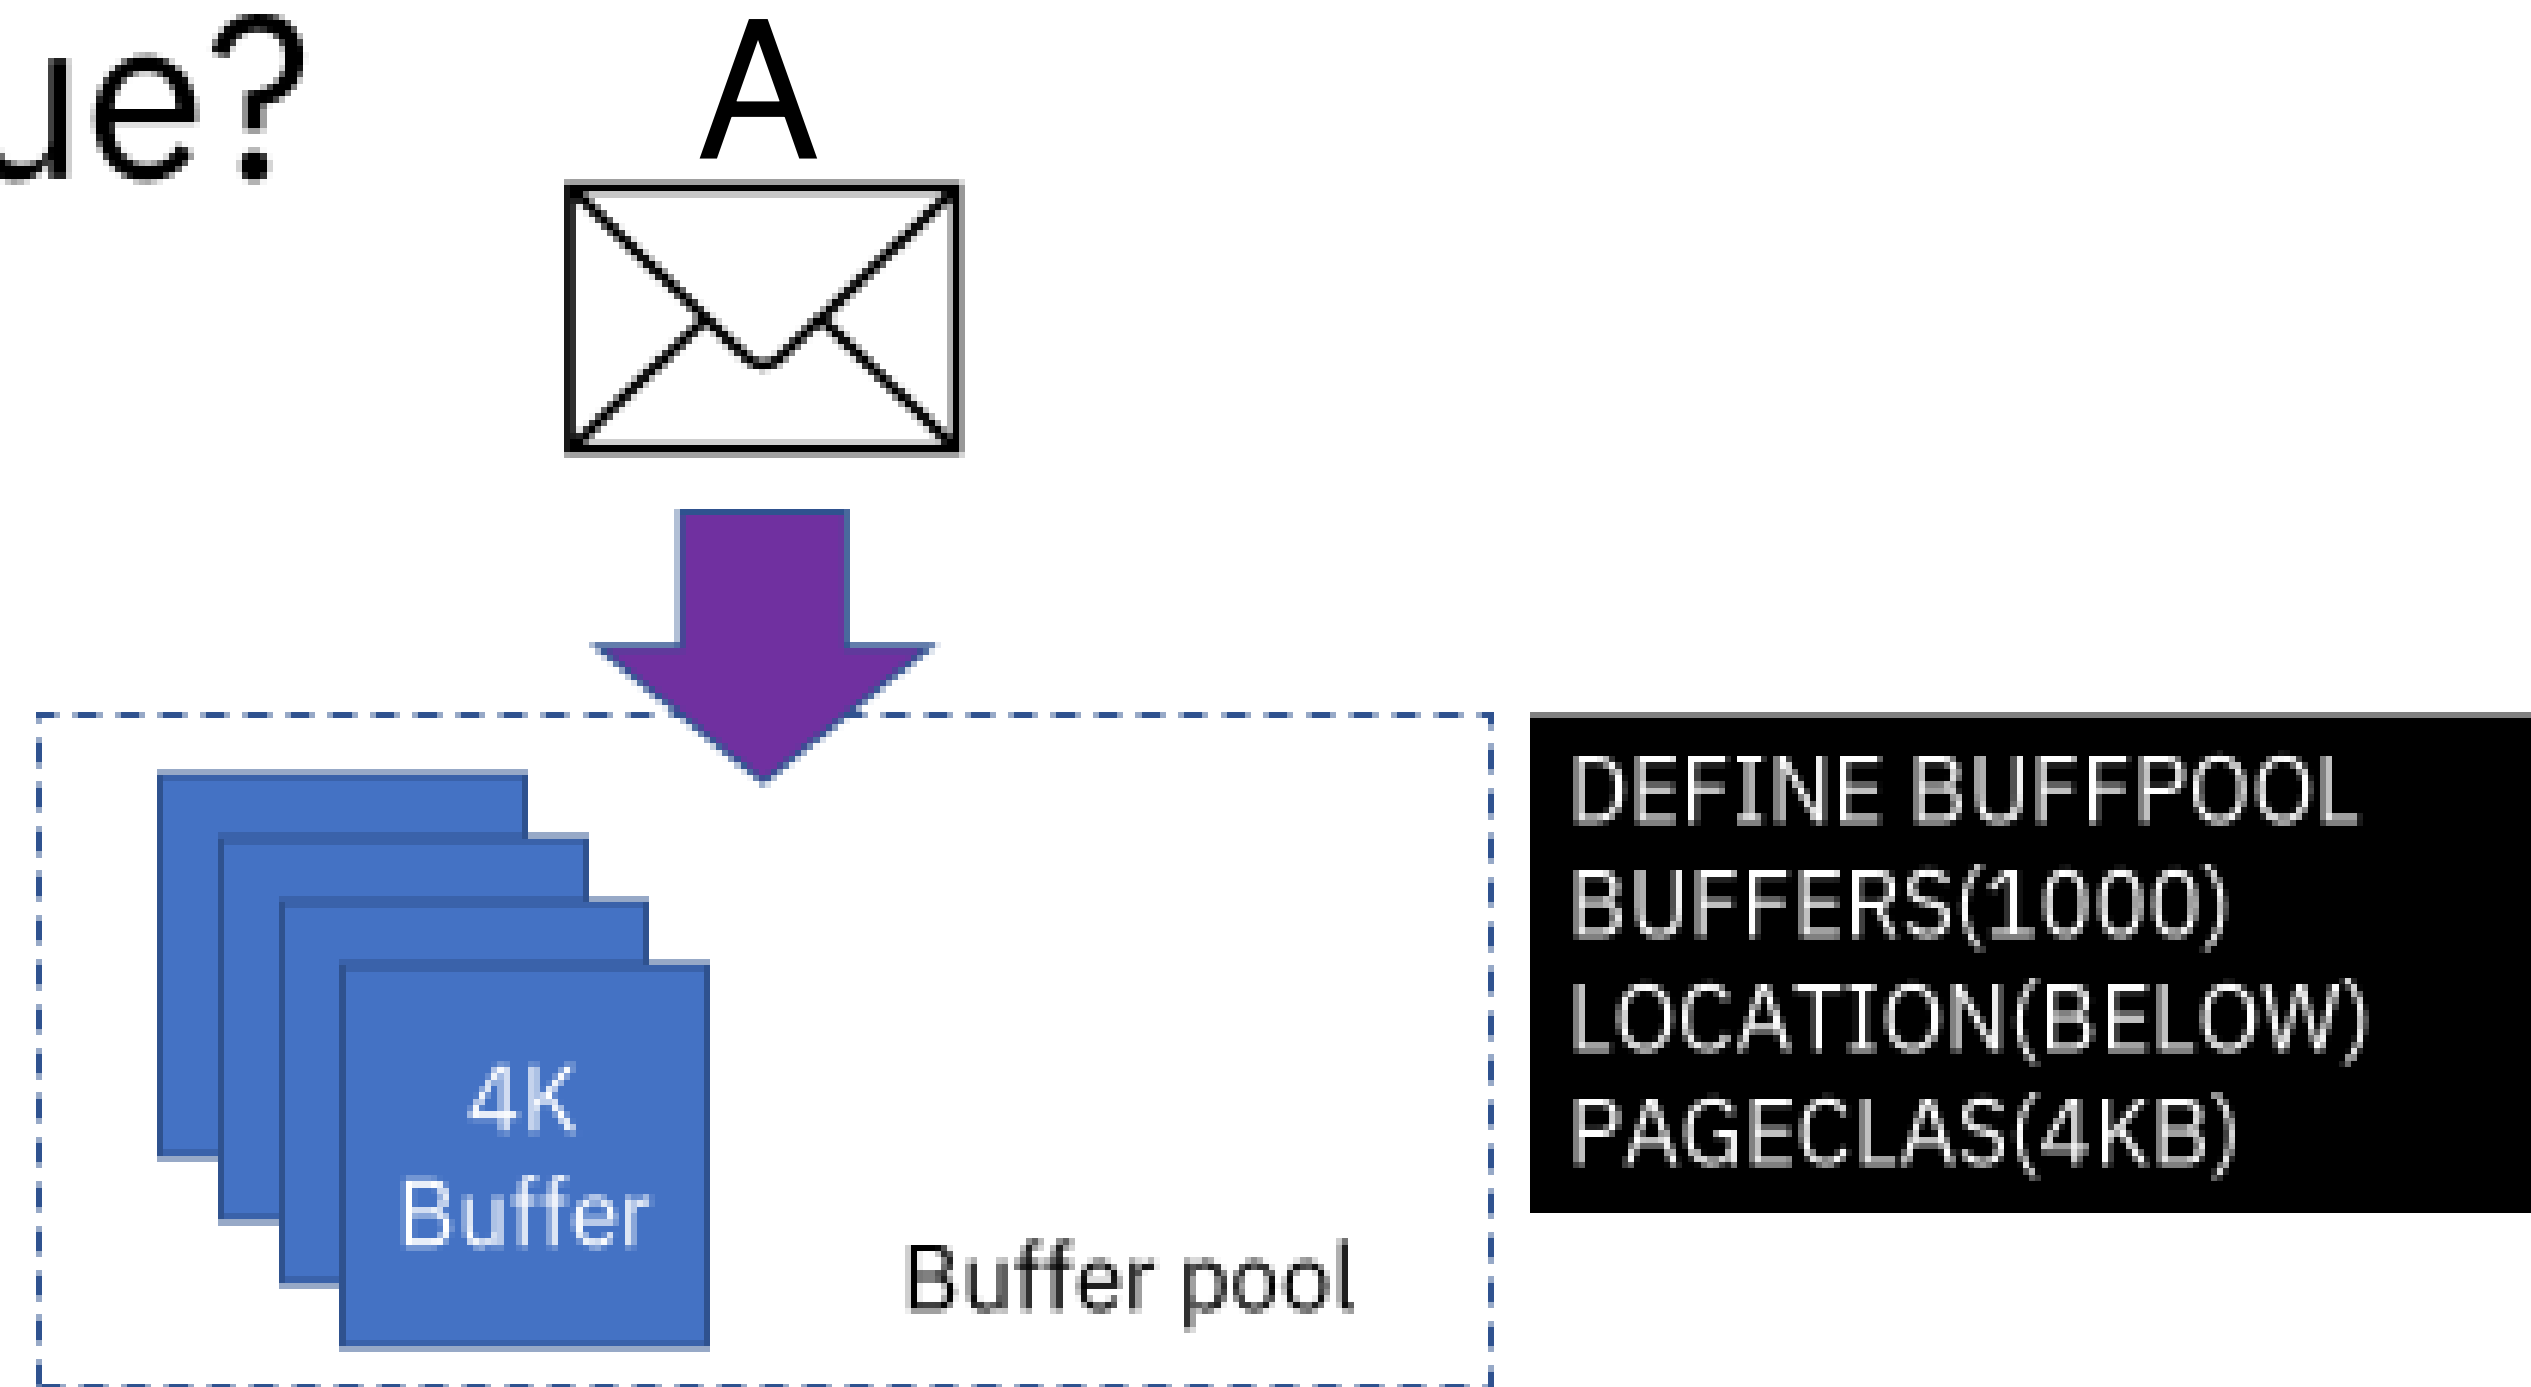 ue?
A
DEFINE BUFFPOOL
BUFFERS(1000)
LOCATION(BELOW)
PAGECLAS(4KB)
4K
Buffer
Buffer pool